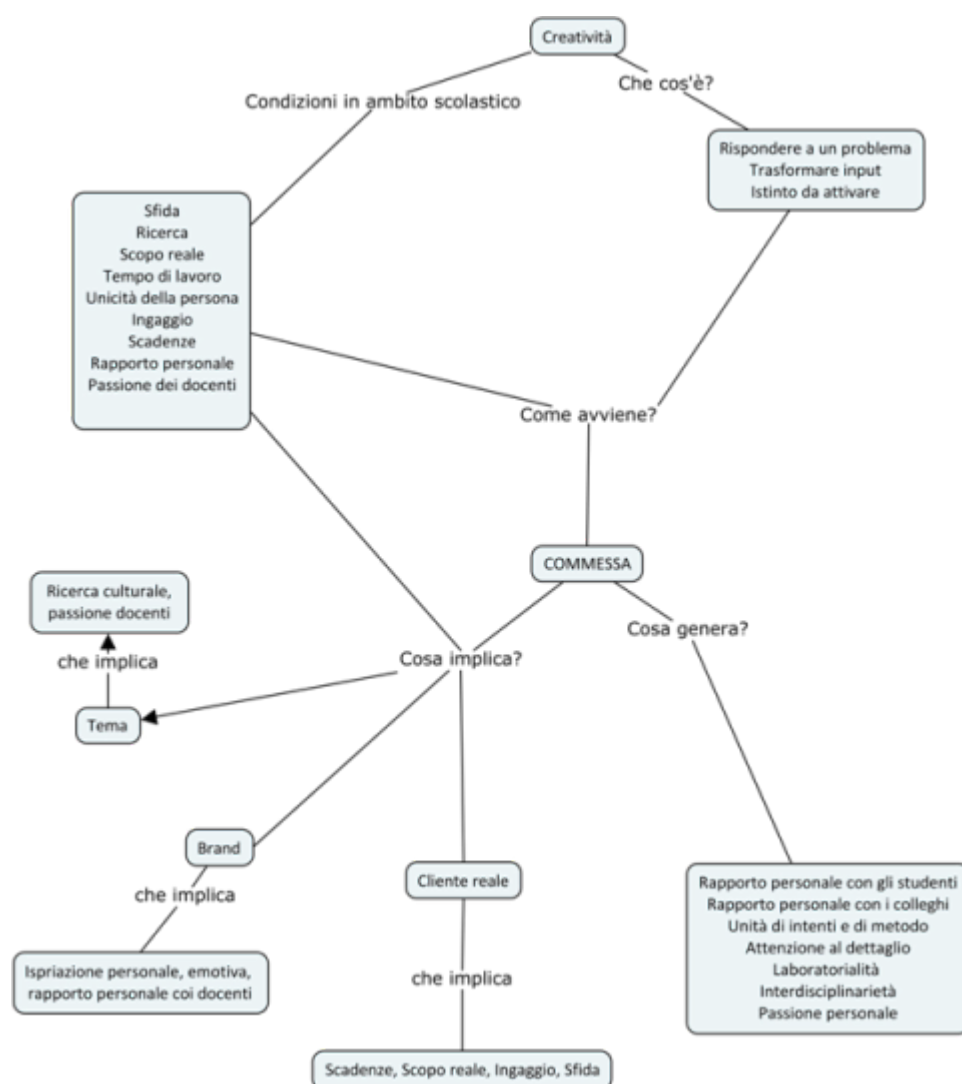 Creatività
Che cos'è?
Condizioni in ambito scolastico
Rispondere a un problema
Trasformare input
Istinto da attivare
Sfida
Ricerca
Scopo reale
Tempo di lavoro
Unicità della persona
Ingaggio
Scadenze
Rapporto personale
Passione dei docenti
Come avviene?
COMMESSA
Ricerca culturale,
passione docenti
che implica
Tema
Cosa implica?
Cosa genera?
Brand
che implica
Ispriazione personale, emotiva,
rapporto personale coi docenti
Cliente reale
che implica
Scadenze, Scopo reale, Ingaggio, Sfida
Rapporto personale con gli studenti
Rapporto personale con i colleghi
Unità di intenti e di metodo
Attenzione al dettaglio
Laboratorialità
Interdisciplinarietà
Passione personale